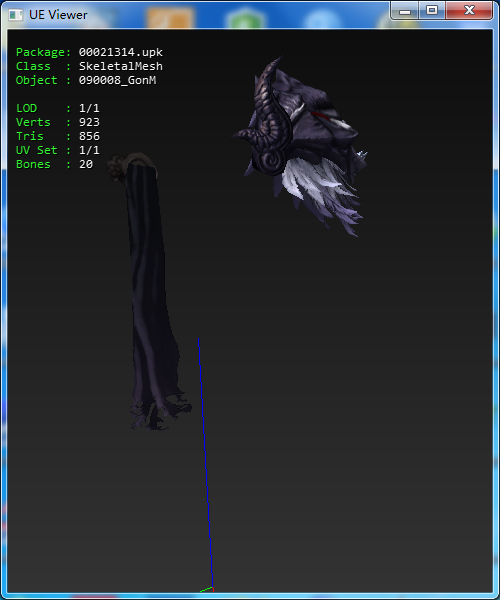 UE Viewer
Package: 00021314.upk
Class : SkeletalMesh
Object : 090008_GonM
LOD : 1/1
Verts : 923
Tris : 856
UV Set : 1/1
Bones : 20